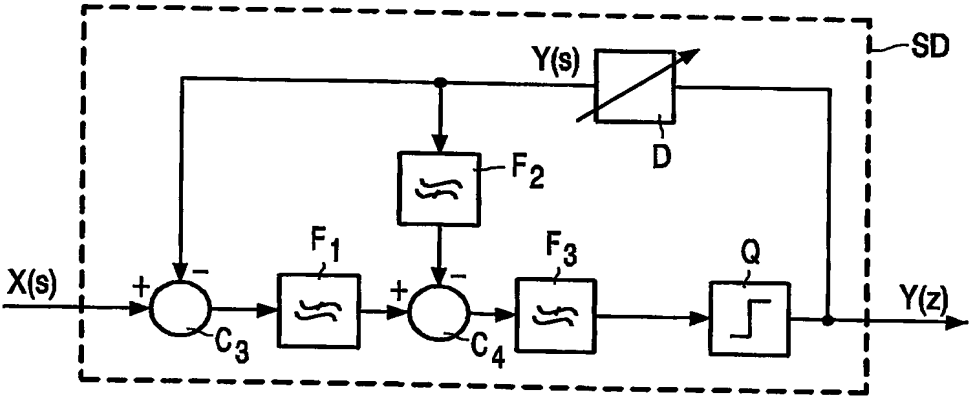 SD
Y(s)
D
F2
F1
F3
Q
X(s)
+
−
+
−
Y(z)
C3
C4